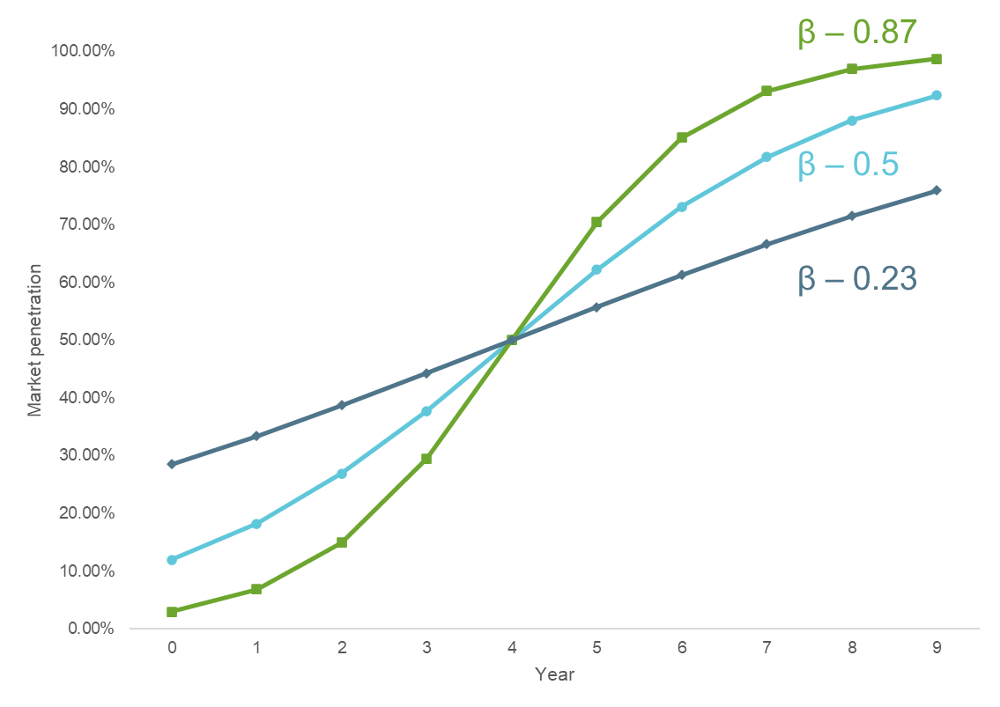 β – 0.87
100.00%
90.00%
80.00%
β – 0.5
70.00%
60.00%
β – 0.23
50.00%
40.00%
30.00%
20.00%
10.00%
0.00%
Market penetration
0 1 2 3 4 5 6 7 8 9
Year